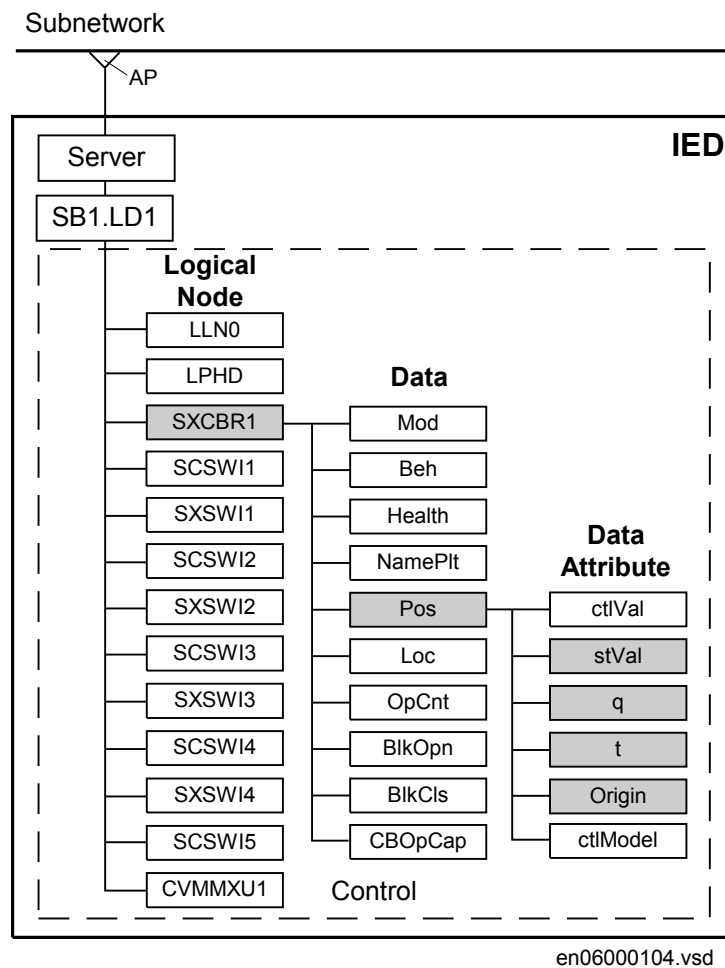 Subnetwork
AP
IED
Server
SB1.LD1
Logical
Node
LLN0
LPHD
SXCBR1
SCSWI1
SXSWI1
SCSWI2
SXSWI2
SCSWI3
SXSWI3
SCSWI4
SXSWI4
SCSWI5
CVMMXU1
Data
Mod
Beh
Health
NamePlt
Pos
Loc
OpCnt
BlkOpn
BlkCls
CBOpCap
Data
Attribute
ctlVal
stVal
q
t
Origin
ctlModel
Control
en06000104.vsd